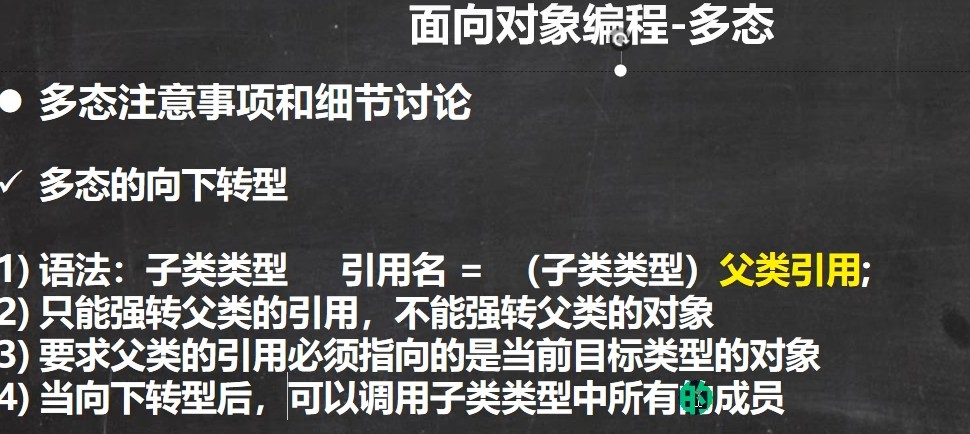 面向对象编程-多态
多态注意事项和细节讨论
多态的向下转型
1) 语法：子类类型 引用名 = （子类类型）父类引用;
2) 只能强转父类的引用，不能强转父类的对象
3) 要求父类的引用必须指向的是当前目标类型的对象
4) 当向下转型后，可以调用子类类型中所有的成员